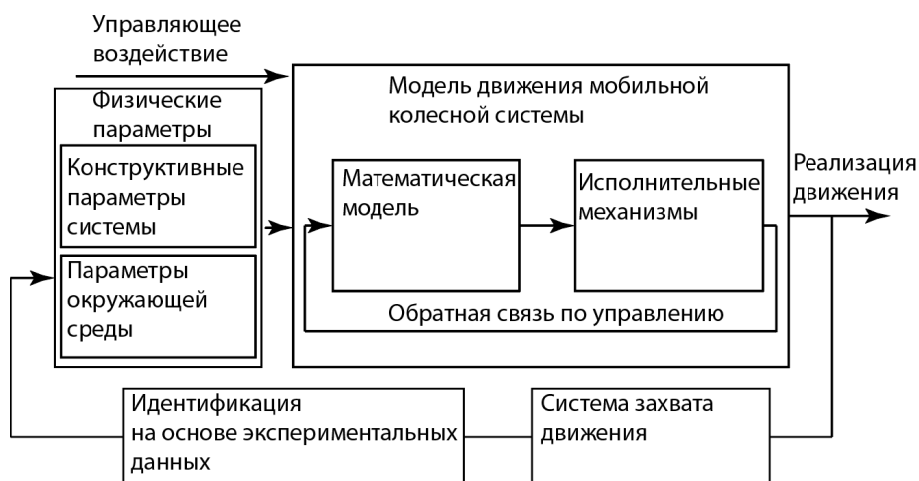 Управляющее
воздействие
Физические
параметры
Конструктивные
параметры
системы
Параметры
окружающей
среды
Модель движения мобильной
колесной системы
Математическая
модель
Исполнительные
механизмы
Обратная связь по управлению
Реализация
движения
Идентификация
на основе экспериментальных
данных
Система захвата
движения